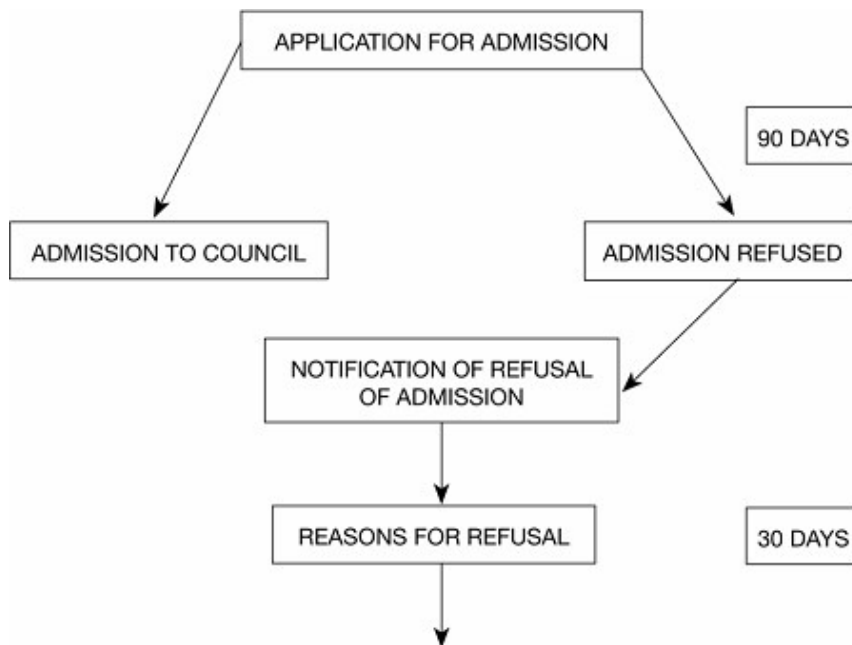 APPLICATION FOR ADMISSION
90 DAYS
ADMISSION TO COUNCIL
ADMISSION REFUSED
NOTIFICATION OF REFUSAL
OF ADMISSION
REASONS FOR REFUSAL
30 DAYS